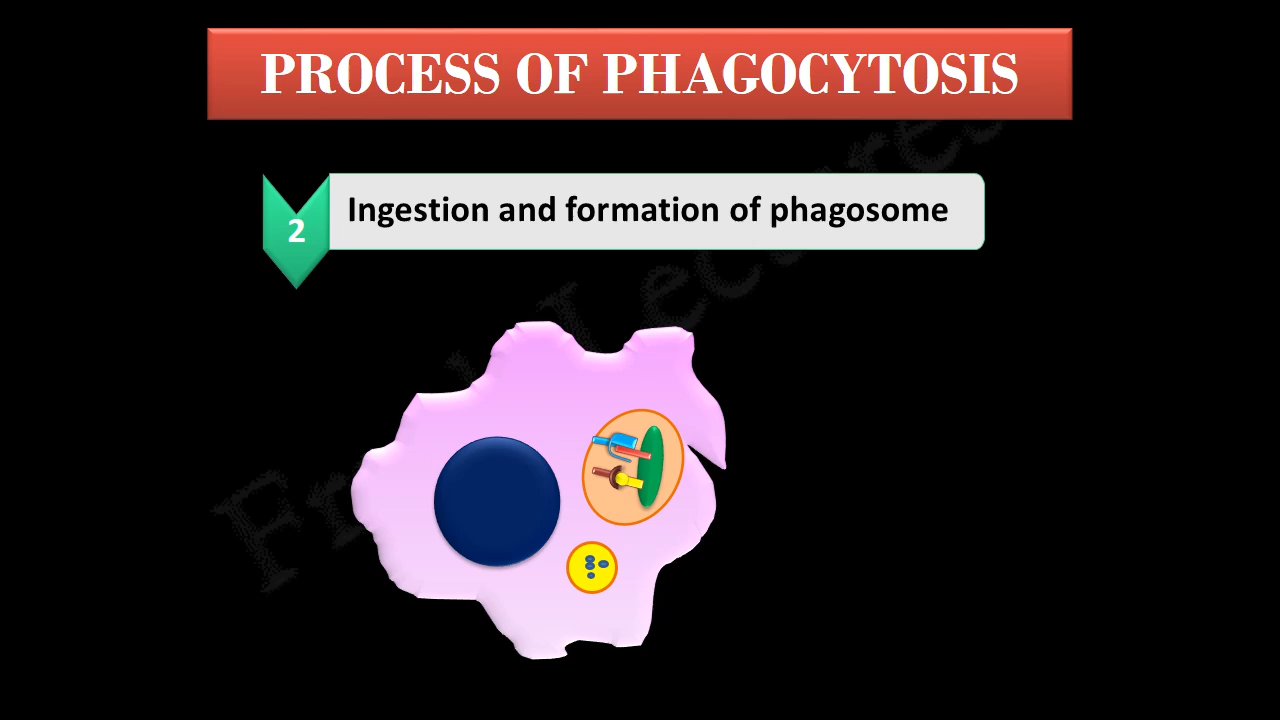 PROCESS OF PHAGOCYTOSIS
2
Ingestion and formation of phagosome